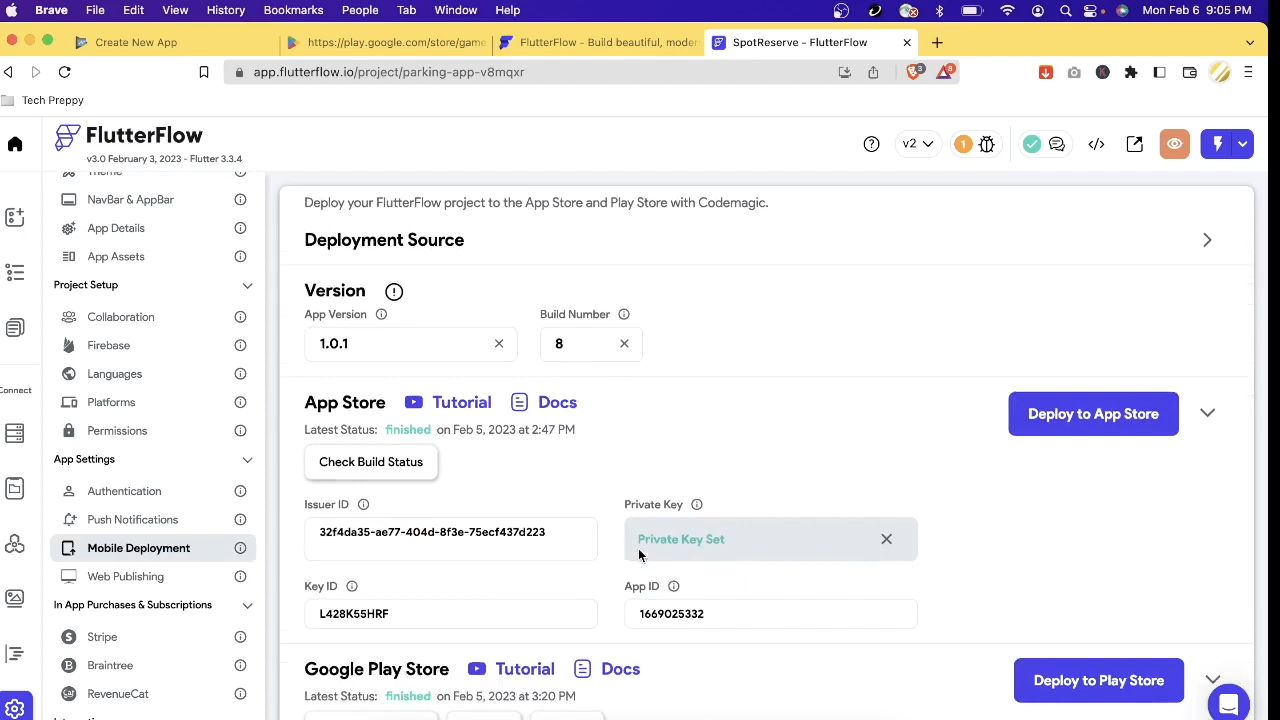 Brave File Edit View History Bookmarks People Tab Window Help Mon Feb 6 9:05 PM
Create New App https://play.google.com/store/game FlutterFlow - Build beautiful, moder SpotReserve - FlutterFlow
app.flutterflow.io/project/parking-app-v8mqxr 3 8
Tech Preppy
FlutterFlow
v3.0 February 3, 2023 - Flutter 3.3.4
v2
1
Theme
NavBar & AppBar
App Details
App Assets
Project Setup
Collaboration
Firebase
Languages
Platforms
Permissions
Connect
App Settings
Authentication
Push Notifications
Mobile Deployment
Web Publishing
In App Purchases & Subscriptions
Stripe
Braintree
RevenueCat
Deploy your FlutterFlow project to the App Store and Play Store with Codemagic.
Deployment Source
Version
App Version
Build Number
1.0.1
8
App Store Tutorial Docs
Deploy to App Store
Latest Status: finished on Feb 5, 2023 at 2:47 PM
Check Build Status
Issuer ID
Private Key
32f4da35-ae77-404d-8f3e-75ecf437d223
Private Key Set
Key ID
App ID
L428K55HRF
1669025332
Google Play Store Tutorial Docs
Deploy to Play Store
Latest Status: finished on Feb 5, 2023 at 3:20 PM